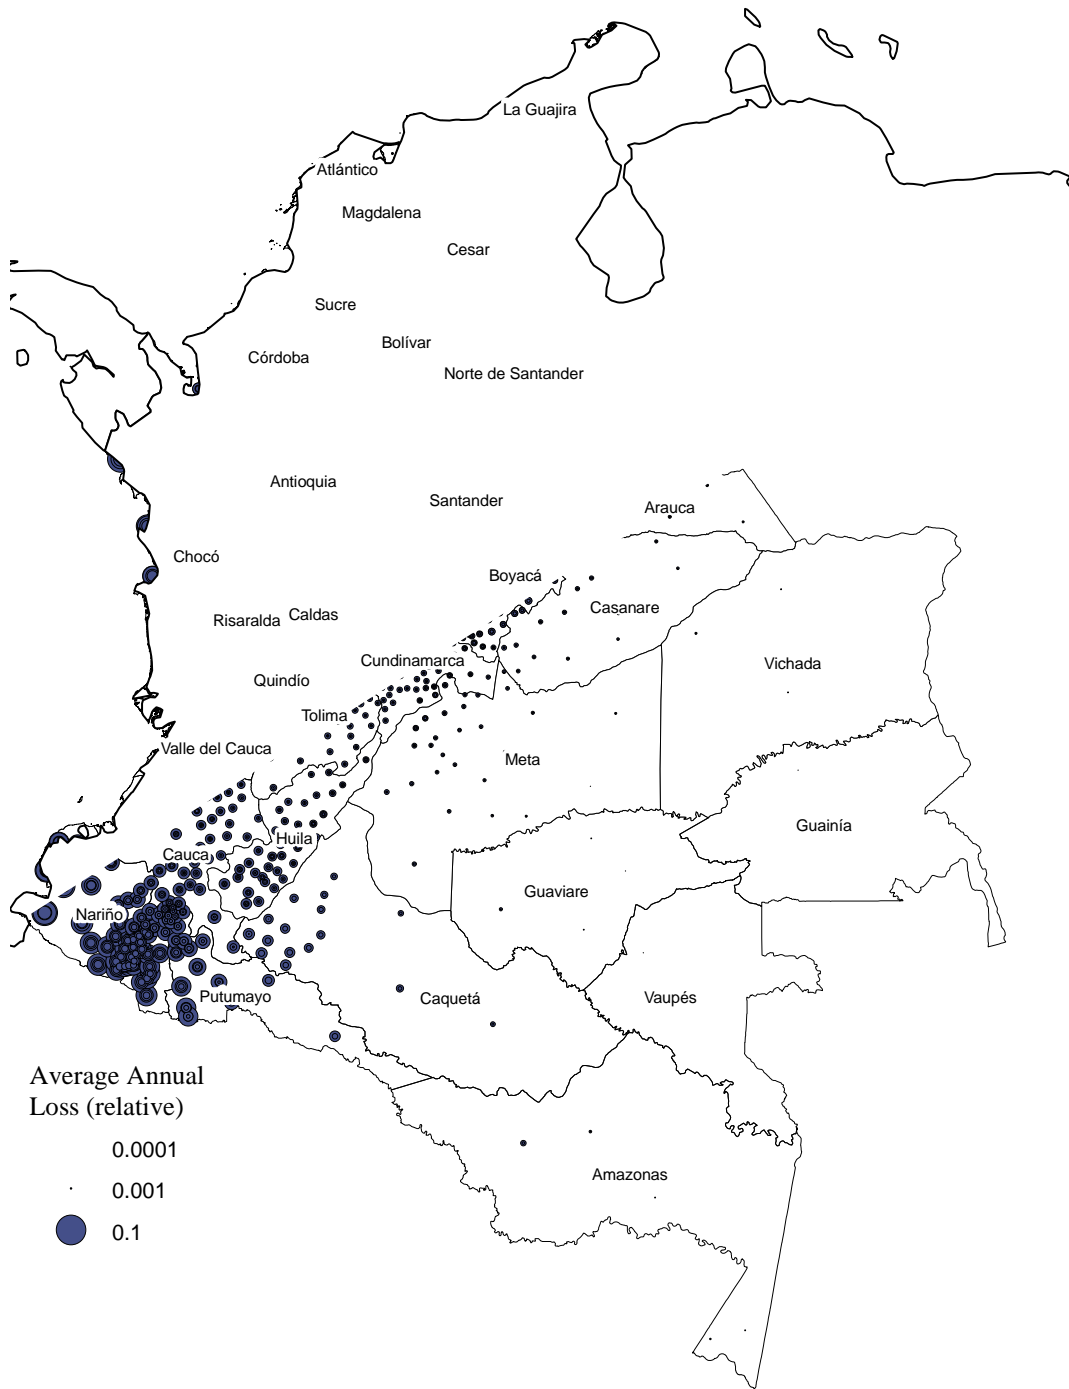 La Guajira
Atlántico
Magdalena
Cesar
Sucre
Bolívar
Córdoba
Norte de Santander
Antioquia
Santander
Arauca
Chocó
Boyacá
Casanare
Caldas
Risaralda
Cundinamarca
Vichada
Quindío
Tolima
Valle del Cauca
Meta
Guainía
Huila
Cauca
Guaviare
Nariño
Putumayo
Caquetá
Vaupés
Average Annual
Loss (relative)
0.0001
0.001
0.1
Amazonas